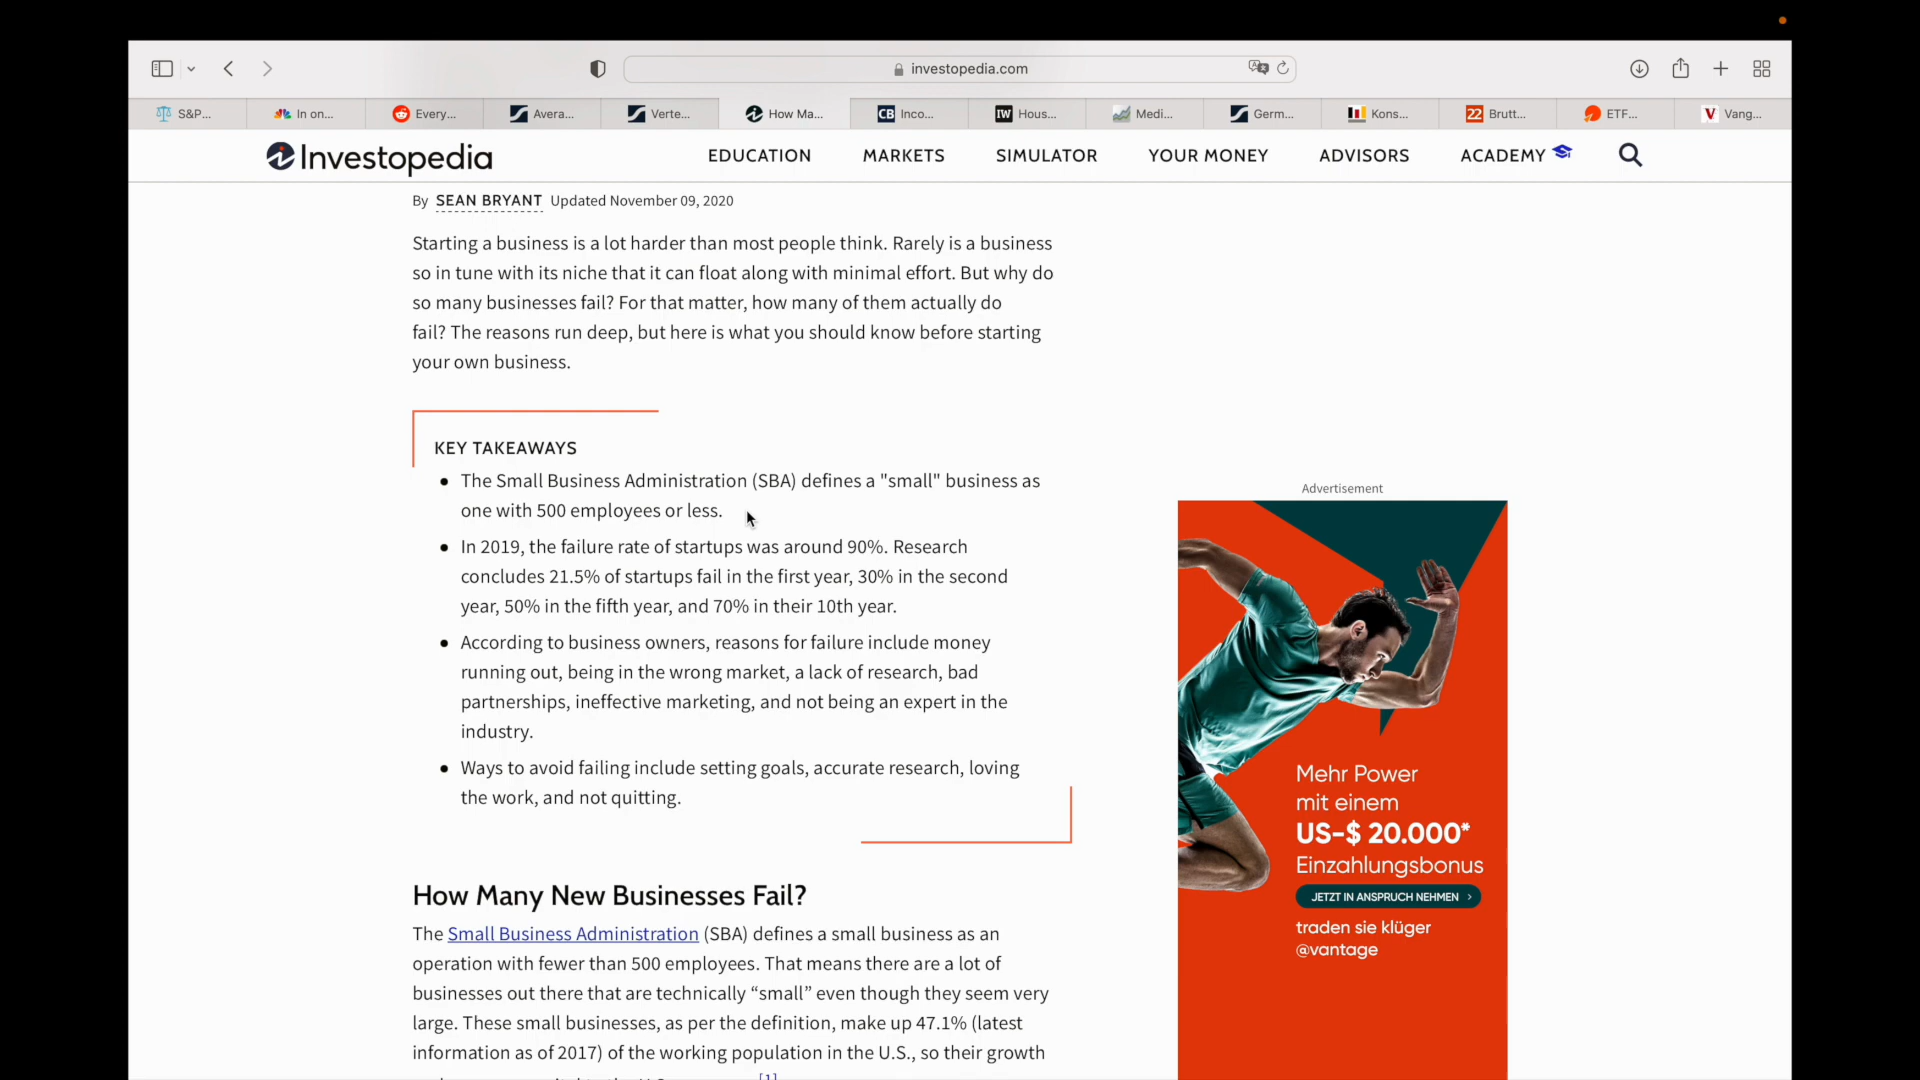 investopedia.com
S&P...
In on...
Every...
Avera...
Verte...
How Ma...
CB
Inco...
IW
Hous...
Medi...
Germ...
Kons...
22
Brutt...
ETF...
V
Vang...
Investopedia
EDUCATION
MARKETS
SIMULATOR
YOUR MONEY
ADVISORS
ACADEMY
By SEAN BRYANT Updated November 09, 2020
Starting a business is a lot harder than most people think. Rarely is a business
so in tune with its niche that it can float along with minimal effort. But why do
so many businesses fail? For that matter, how many of them actually do
fail? The reasons run deep, but here is what you should know before starting
your own business.
KEY TAKEAWAYS
• The Small Business Administration (SBA) defines a "small" business as
one with 500 employees or less.
• In 2019, the failure rate of startups was around 90%. Research
concludes 21.5% of startups fail in the first year, 30% in the second
year, 50% in the fifth year, and 70% in their 10th year.
• According to business owners, reasons for failure include money
running out, being in the wrong market, a lack of research, bad
partnerships, ineffective marketing, and not being an expert in the
industry.
• Ways to avoid failing include setting goals, accurate research, loving
the work, and not quitting.
How Many New Businesses Fail?
The Small Business Administration (SBA) defines a small business as an
operation with fewer than 500 employees. That means there are a lot of
businesses out there that are technically “small” even though they seem very
large. These small businesses, as per the definition, make up 47.1% (latest
information as of 2017) of the working population in the U.S., so their growth
[1]
Advertisement
Mehr Power
mit einem
US-$ 20.000*
Einzahlungsbonus
JETZT IN ANSPRUCH NEHMEN >
traden sie klüger
@vantage